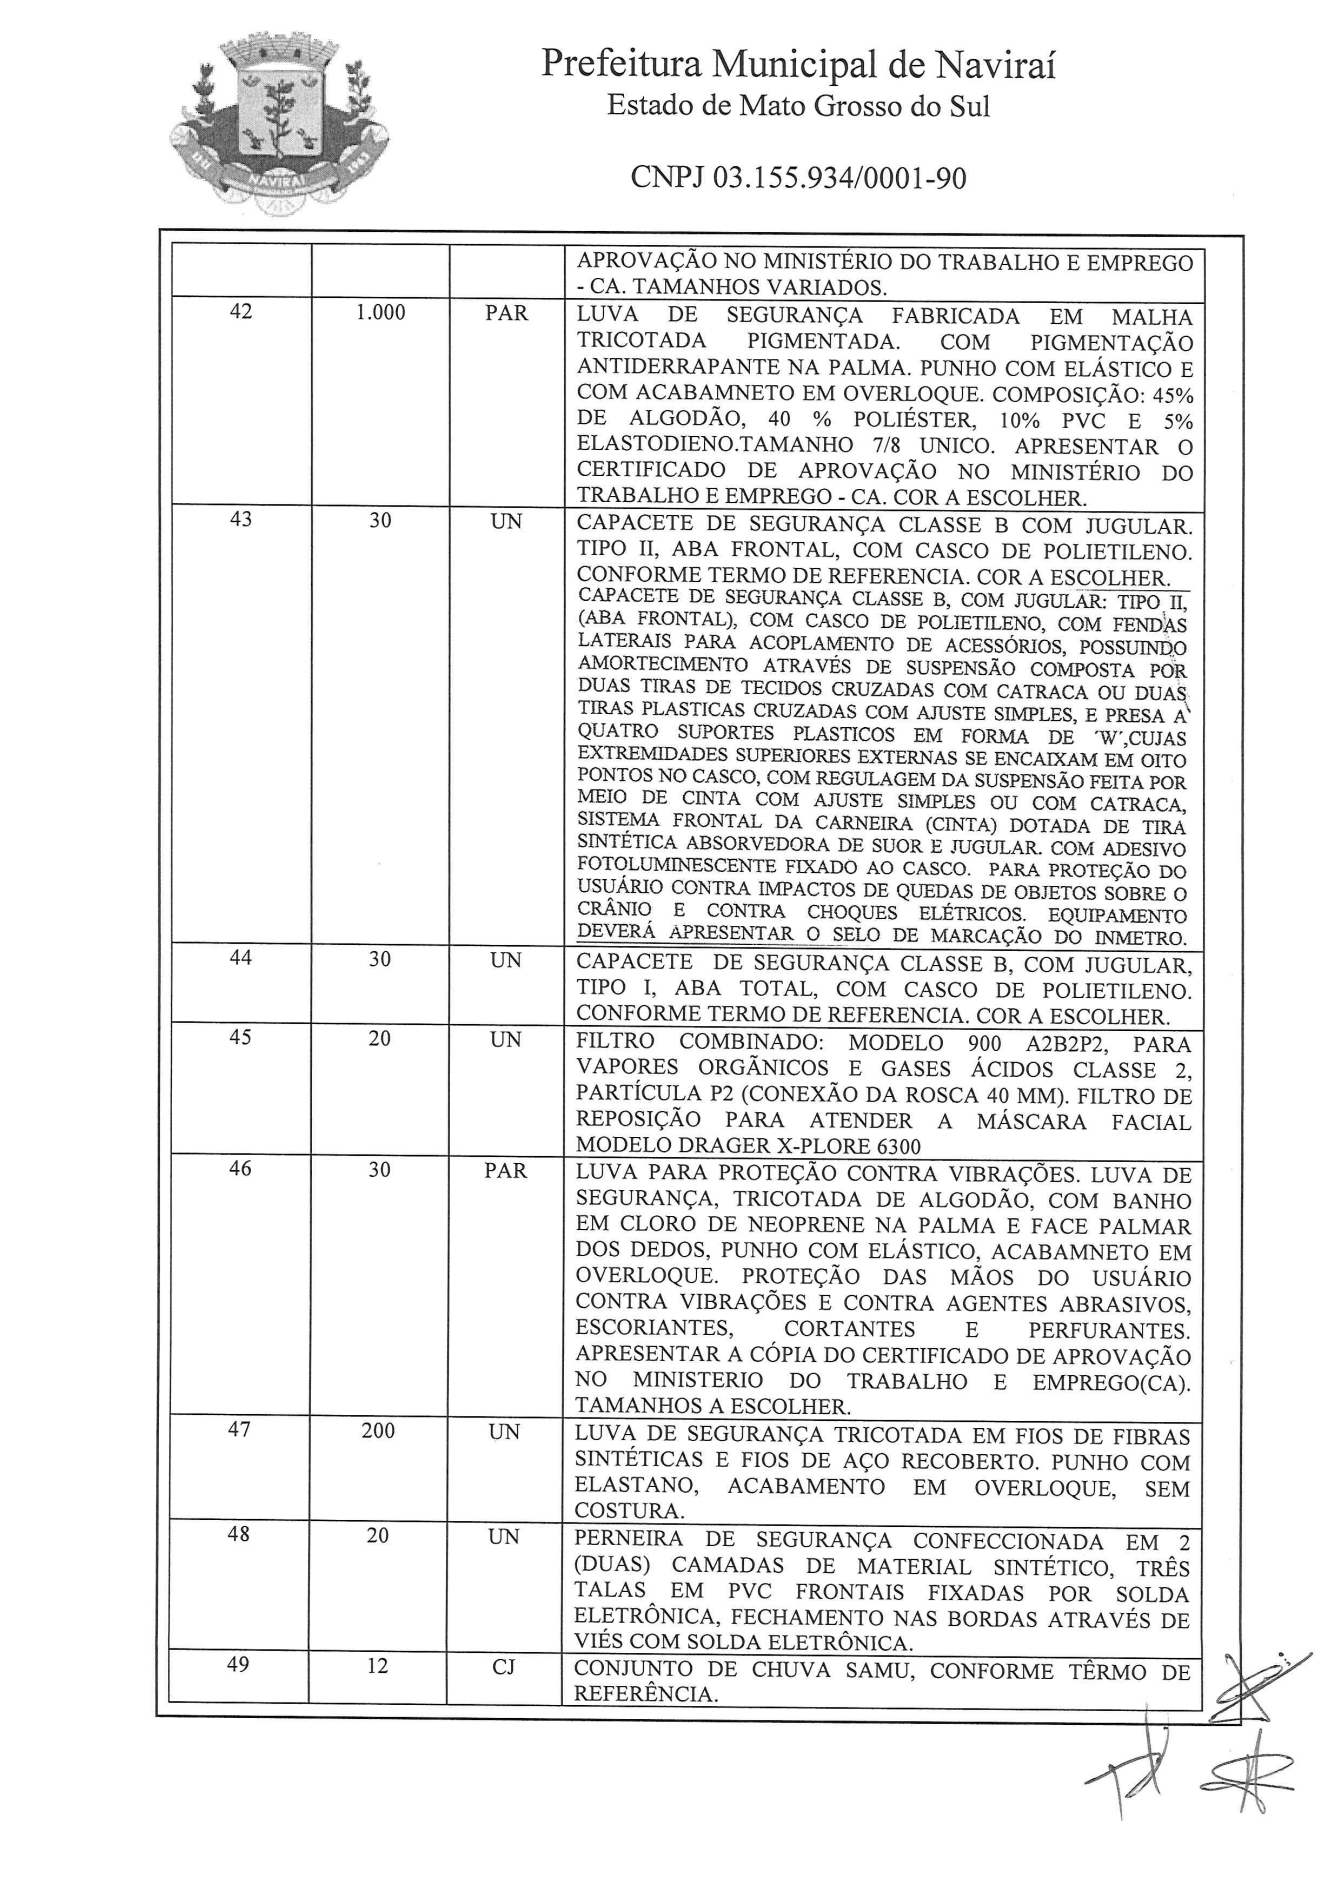 Prefeitura Municipal de Naviraí
Estado de Mato Grosso do Sul
CNPJ 03.155.934/0001-90
NAVIRAÍ
1963
APROVAÇÃO NO MINISTÉRIO DO TRABALHO E EMPREGO
- CA. TAMANHOS VARIADOS.
42 1.000 PAR LUVA DE SEGURANÇA FABRICADA EM MALHA
TRICOTADA PIGMENTADA. COM PIGMENTAÇÃO
ANTIDERRAPANTE NA PALMA. PUNHO COM ELÁSTICO E
COM ACABAMNETO EM OVERLOQUE. COMPOSIÇÃO: 45%
DE ALGODÃO, 40 % POLIÉSTER, 10% PVC E 5%
ELASTODIENO.TAMANHO 7/8 UNICO. APRESENTAR O
CERTIFICADO DE APROVAÇÃO NO MINISTÉRIO DO
TRABALHO E EMPREGO - CA. COR A ESCOLHER.
43 30 UN CAPACETE DE SEGURANÇA CLASSE B COM JUGULAR.
TIPO II, ABA FRONTAL, COM CASCO DE POLIETILENO.
CONFORME TERMO DE REFERENCIA. COR A ESCOLHER.
CAPACETE DE SEGURANÇA CLASSE B, COM JUGULAR: TIPO II,
(ABA FRONTAL), COM CASCO DE POLIETILENO, COM FENDAS
LATERAIS PARA ACOPLAMENTO DE ACESSÓRIOS, POSSUINDO
AMORTECIMENTO ATRAVÉS DE SUSPENSÃO COMPOSTA POR
DUAS TIRAS DE TECIDOS CRUZADAS COM CATRACA OU DUAS
TIRAS PLASTICAS CRUZADAS COM AJUSTE SIMPLES, E PRESA A
QUATRO SUPORTES PLASTICOS EM FORMA DE ´W´,CUJAS
EXTREMIDADES SUPERIORES EXTERNAS SE ENCAIXAM EM OITO
PONTOS NO CASCO, COM REGULAGEM DA SUSPENSÃO FEITA POR
MEIO DE CINTA COM AJUSTE SIMPLES OU COM CATRACA,
SISTEMA FRONTAL DA CARNEIRA (CINTA) DOTADA DE TIRA
SINTÉTICA ABSORVEDORA DE SUOR E JUGULAR. COM ADESIVO
FOTOLUMINESCENTE FIXADO AO CASCO. PARA PROTEÇÃO DO
USUÁRIO CONTRA IMPACTOS DE QUEDAS DE OBJETOS SOBRE O
CRÂNIO E CONTRA CHOQUES ELÉTRICOS. EQUIPAMENTO
DEVERÁ APRESENTAR O SELO DE MARCAÇÃO DO INMETRO.
44 30 UN CAPACETE DE SEGURANÇA CLASSE B, COM JUGULAR,
TIPO I, ABA TOTAL, COM CASCO DE POLIETILENO.
CONFORME TERMO DE REFERENCIA. COR A ESCOLHER.
45 20 UN FILTRO COMBINADO: MODELO 900 A2B2P2, PARA
VAPORES ORGÃNICOS E GASES ÁCIDOS CLASSE 2,
PARTÍCULA P2 (CONEXÃO DA ROSCA 40 MM). FILTRO DE
REPOSIÇÃO PARA ATENDER A MÁSCARA FACIAL
MODELO DRAGER X-PLORE 6300
46 30 PAR LUVA PARA PROTEÇÃO CONTRA VIBRAÇÕES. LUVA DE
SEGURANÇA, TRICOTADA DE ALGODÃO, COM BANHO
EM CLORO DE NEOPRENE NA PALMA E FACE PALMAR
DOS DEDOS, PUNHO COM ELÁSTICO, ACABAMNETO EM
OVERLOQUE. PROTEÇÃO DAS MÃOS DO USUÁRIO
CONTRA VIBRAÇÕES E CONTRA AGENTES ABRASIVOS,
ESCORIANTES, CORTANTES E PERFURANTES.
APRESENTAR A CÓPIA DO CERTIFICADO DE APROVAÇÃO
NO MINISTERIO DO TRABALHO E EMPREGO(CA).
TAMANHOS A ESCOLHER.
47 200 UN LUVA DE SEGURANÇA TRICOTADA EM FIOS DE FIBRAS
SINTÉTICAS E FIOS DE AÇO RECOBERTO. PUNHO COM
ELASTANO, ACABAMENTO EM OVERLOQUE, SEM
COSTURA.
48 20 UN PERNEIRA DE SEGURANÇA CONFECCIONADA EM 2
(DUAS) CAMADAS DE MATERIAL SINTÉTICO, TRÊS
TALAS EM PVC FRONTAIS FIXADAS POR SOLDA
ELETRÔNICA, FECHAMENTO NAS BORDAS ATRAVÉS DE
VIÉS COM SOLDA ELETRÔNICA.
49 12 CJ CONJUNTO DE CHUVA SAMU, CONFORME TÊRMO DE
REFERÊNCIA.